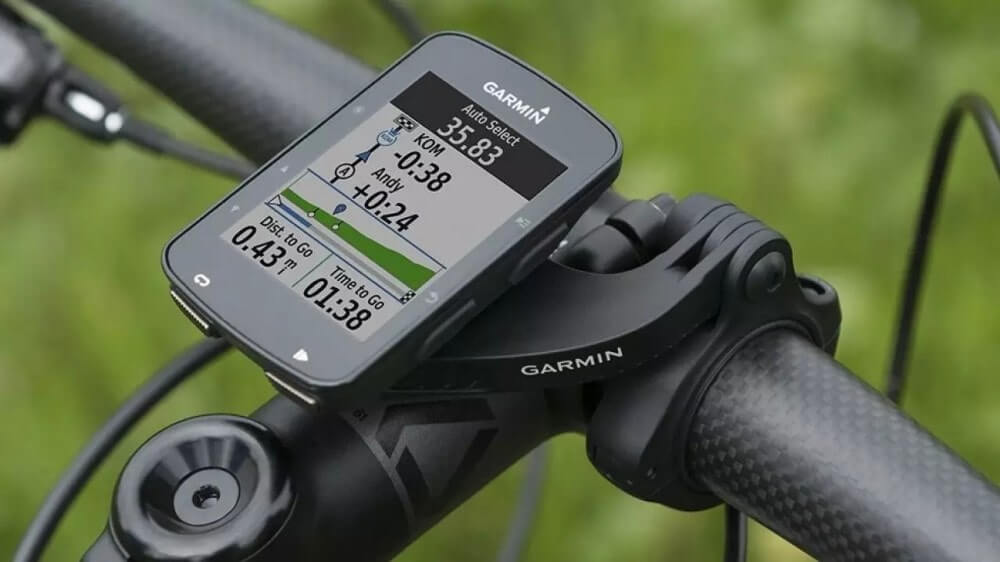 GARMIN
Auto Select
35.83
KOM
-0:38
A
Andy
+0:24
Dist. to Go
0.43 m
Time to Go
01:38
GARMIN
61